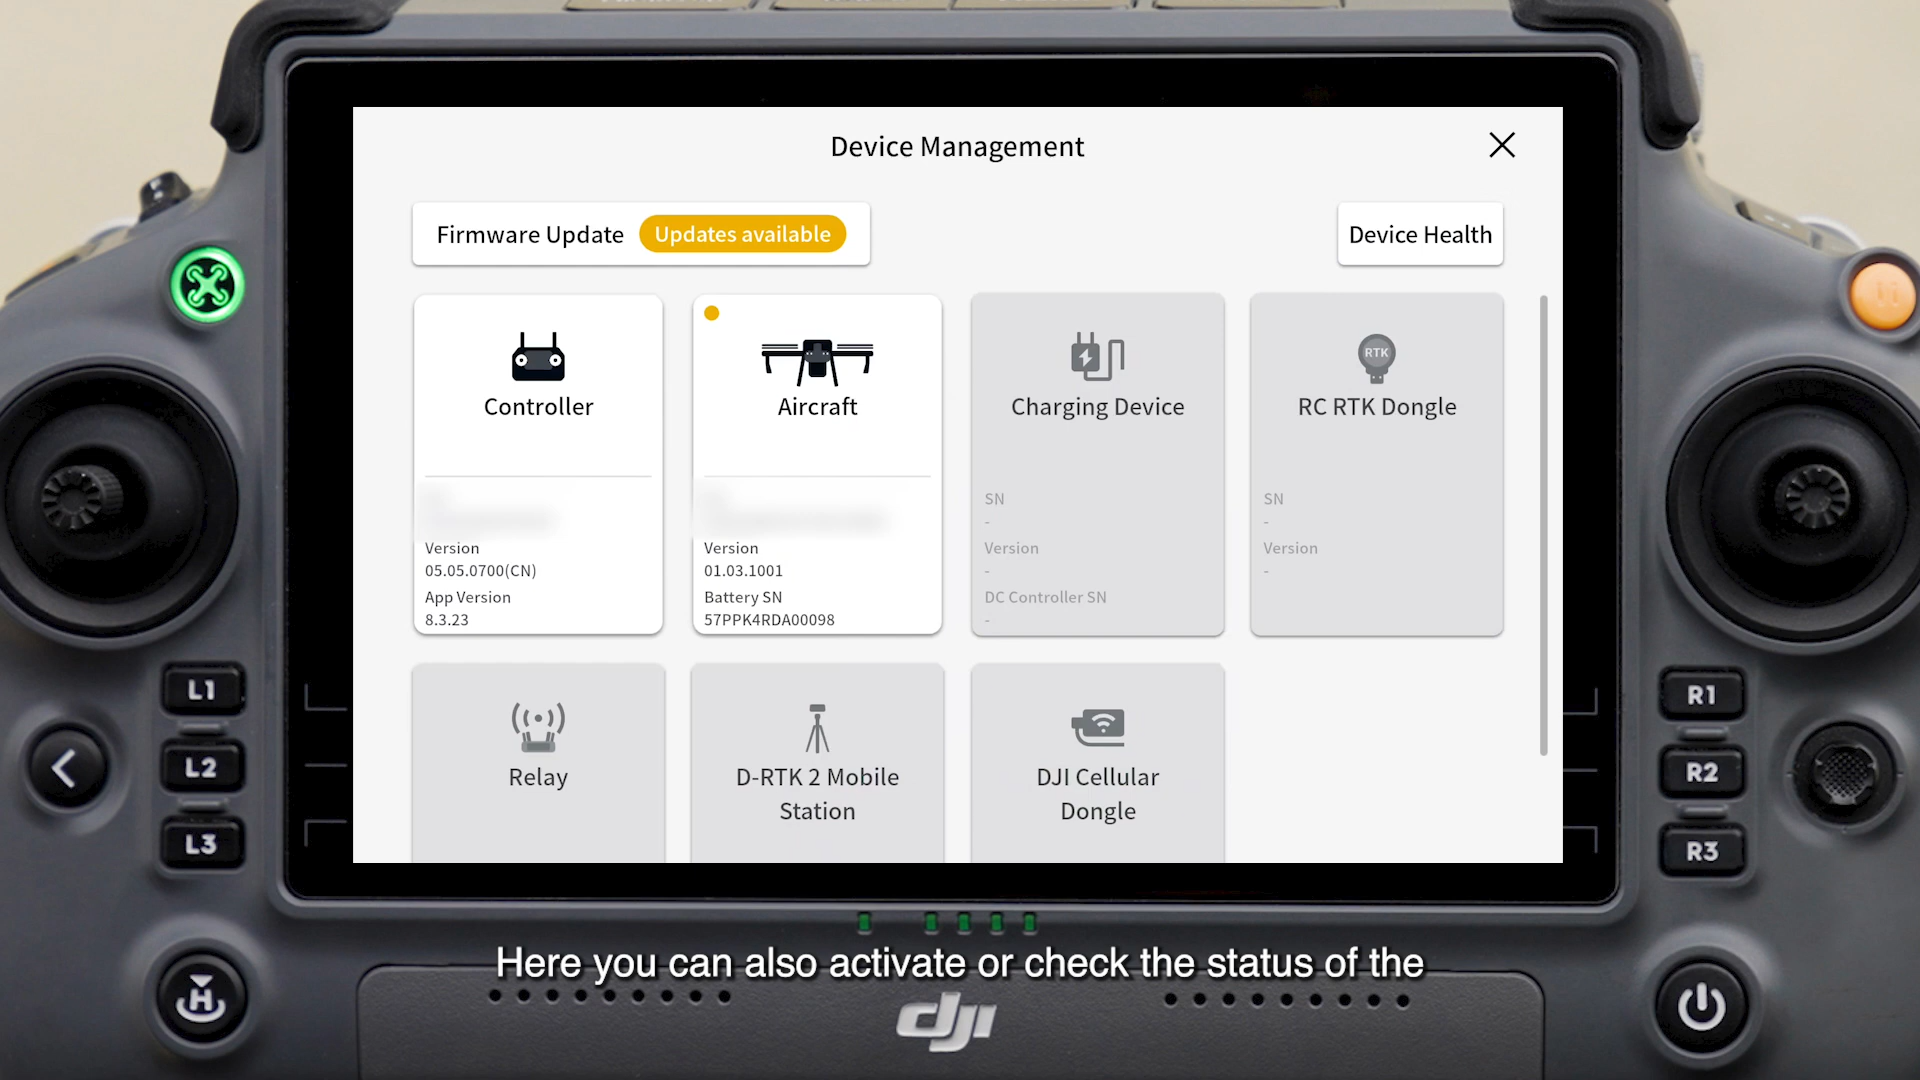 Device Management
Firmware Update
Updates available
Device Health
Controller
Version
05.05.0700(CN)
App Version
8.3.23
Aircraft
Version
01.03.1001
Battery SN
57PPK4RDA00098
Charging Device
SN
-
Version
-
DC Controller SN
-
RTK
RC RTK Dongle
SN
-
Version
-
Relay
D-RTK 2 Mobile
Station
DJI Cellular
Dongle
L1
L2
L3
R1
R2
R3
H
Here you can also activate or check the status of the
dji